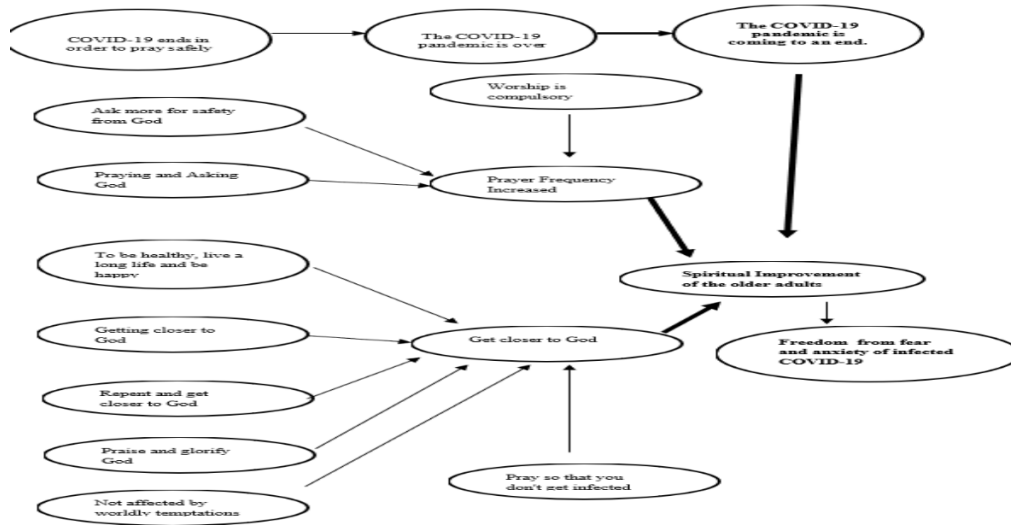 COVID-19 ends in
order to pray safely
The COVID-19
pandemic is over
The COVID-19
pandemic is
coming to an end.
Worship is
compulsory
Ask more for safety
from God
Praying and Asking
God
Prayer Frequency
Increased
To be healthy, live a
long life and be
happy
Spiritual Improvement
of the older adults
Getting closer to
God
Get closer to God
Freedom from fear
and anxiety of infected
COVID-19
Repent and get
closer to God
Praise and glorify
God
Pray so that you
don't get infected
Not affected by
worldly temptations